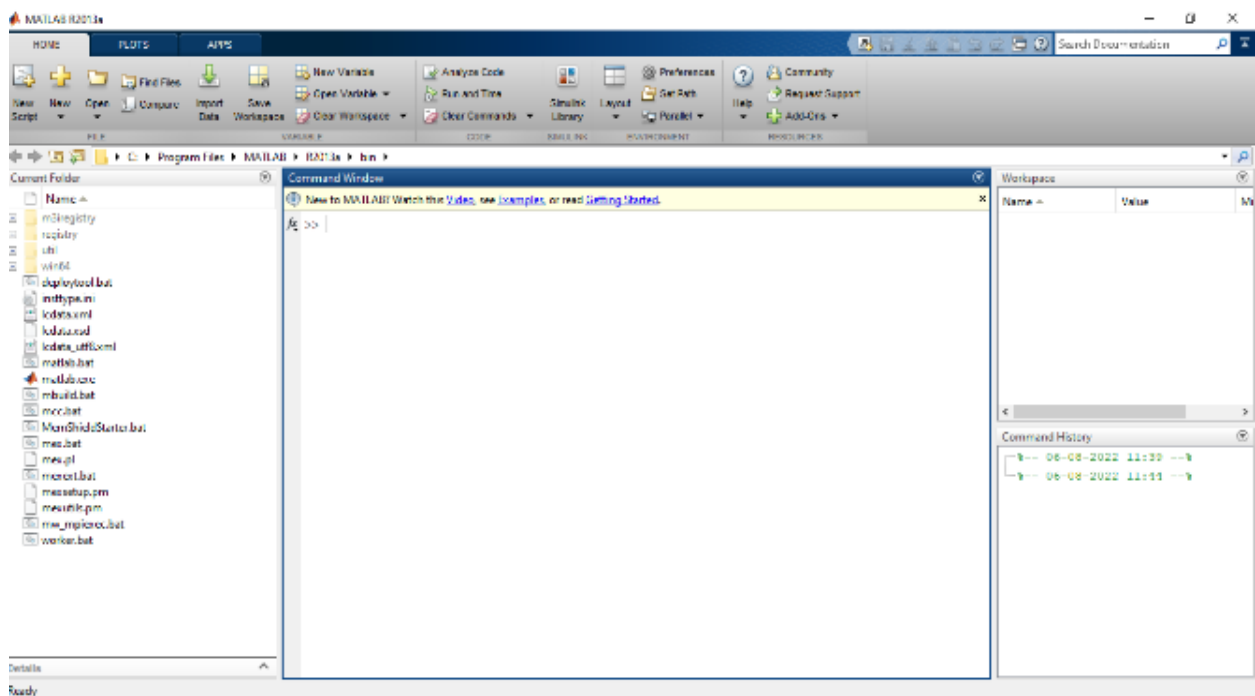 MATLAB R2013a
HOME PLOTS APPS
Search Documentation
New Script New Open Find Files Compare Import Data Save Workspace New Variable Open Variable Clear Workspace Analyze Code Run and Time Clear Commands Simulink Library Layout Preferences Set Path Parallel Help Community Request Support Add-Ons
FILE VARIABLE CODE SIMULINK ENVIRONMENT RESOURCES
C: Program Files MATLAB R2013a bin
Current Folder
Name
m3iregistry
registry
util
win64
deploytool.bat
insttype.ini
lcdata.xml
lcdata.xsd
lcdata_utf8.xml
matlab.bat
matlab.exe
mbuild.bat
mcc.bat
MemShieldStarter.bat
mex.bat
mex.pl
mexext.bat
mexsetup.pm
mexutils.pm
mw_mpiexec.bat
worker.bat
Details
Ready
Command Window
New to MATLAB? Watch this Video, see Examples, or read Getting Started.
fx >>
Workspace
Name Value Mi
Command History
%-- 06-08-2022 11:39 --%
%-- 06-08-2022 11:44 --%